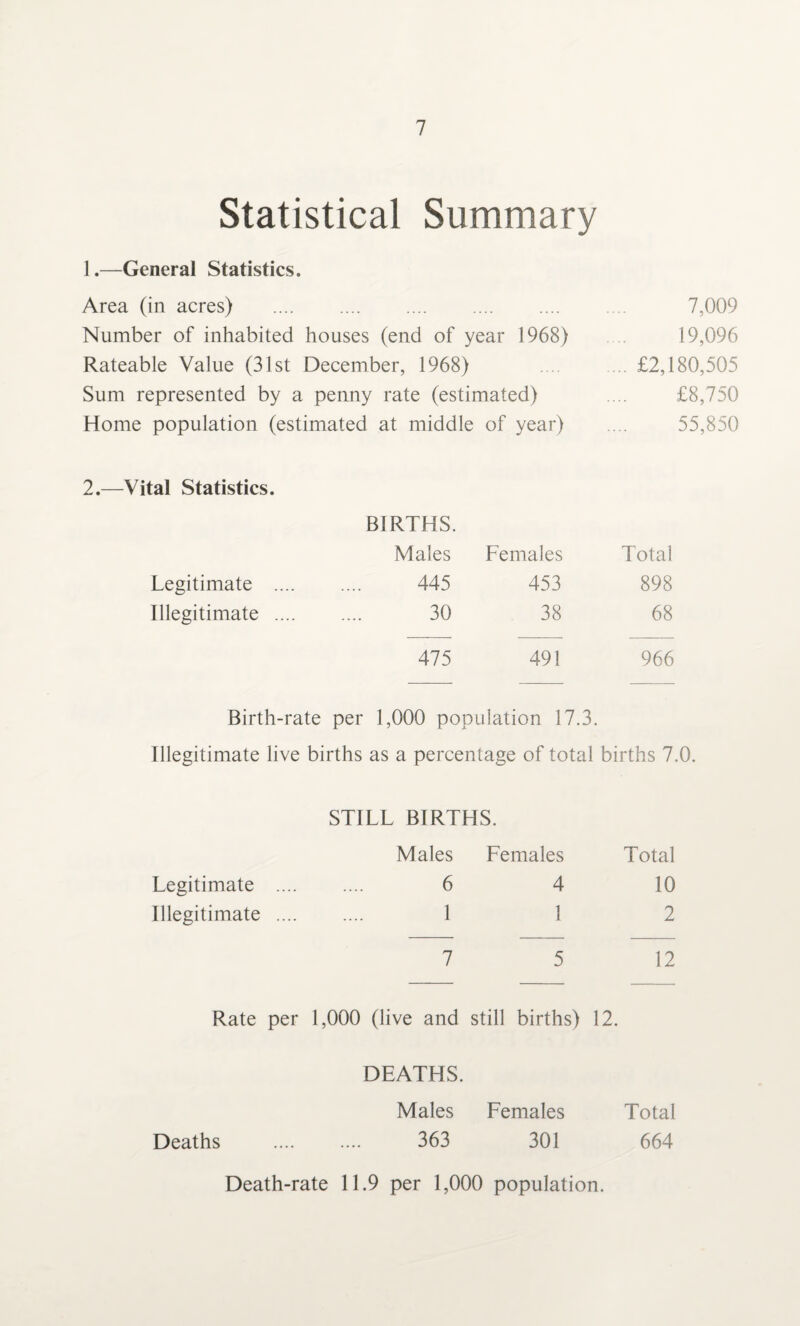 7
Statistical Summary
1.—General Statistics.
Area (in acres) .... .... .... .... .... .... 7,009
Number of inhabited houses (end of year 1968) .... 19,096
Rateable Value (31st December, 1968) .... .... £2,180,505
Sum represented by a penny rate (estimated) .... £8,750
Home population (estimated at middle of year) .... 55,850
2.—Vital Statistics.
BIRTHS.
Males Females Total
Legitimate .... .... 445 453 898
Illegitimate .... .... 30 38 68
475 491 966
Birth-rate per 1,000 population 17.3.
Illegitimate live births as a percentage of total births 7.0.
STILL BIRTHS.
Males Females Total
Legitimate .... .... 6 4 10
Illegitimate .... .... 1 1 2
7 5 12
Rate per 1,000 (live and still births) 12.
DEATHS.
Males Females Total
Deaths .... .... 363 301 664
Death-rate 11.9 per 1,000 population.